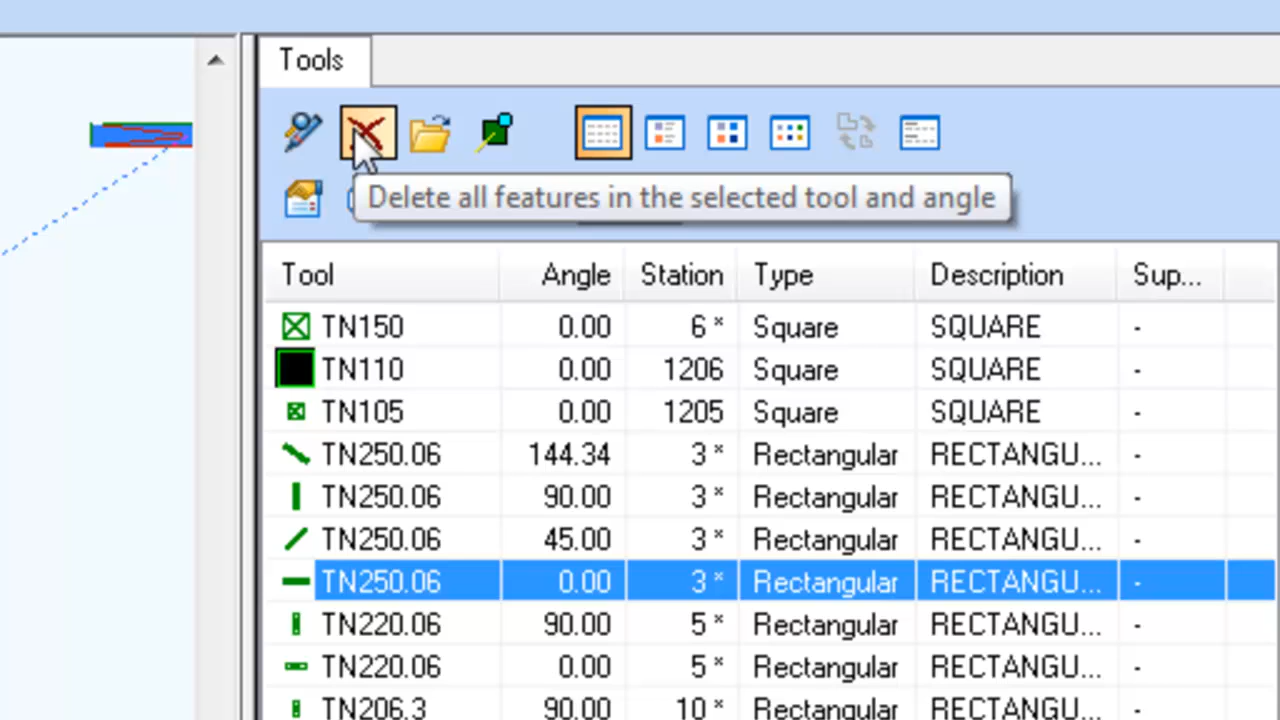 Tools
Delete all features in the selected tool and angle
Tool Angle Station Type Description Sup...
TN150 0.00 6 * Square SQUARE -
TN110 0.00 1206 Square SQUARE -
TN105 0.00 1205 Square SQUARE -
TN250.06 144.34 3 * Rectangular RECTANGU... -
TN250.06 90.00 3 * Rectangular RECTANGU... -
TN250.06 45.00 3 * Rectangular RECTANGU... -
TN250.06 0.00 3 * Rectangular RECTANGU... -
TN220.06 90.00 5 * Rectangular RECTANGU... -
TN220.06 0.00 5 * Rectangular RECTANGU... -
TN206.3 90.00 10 * Rectangular RECTANGU... -